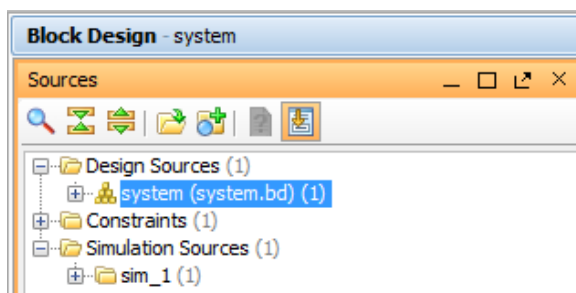 Block Design - system
Sources
Design Sources (1)
system (system.bd) (1)
Constraints (1)
Simulation Sources (1)
sim_1 (1)